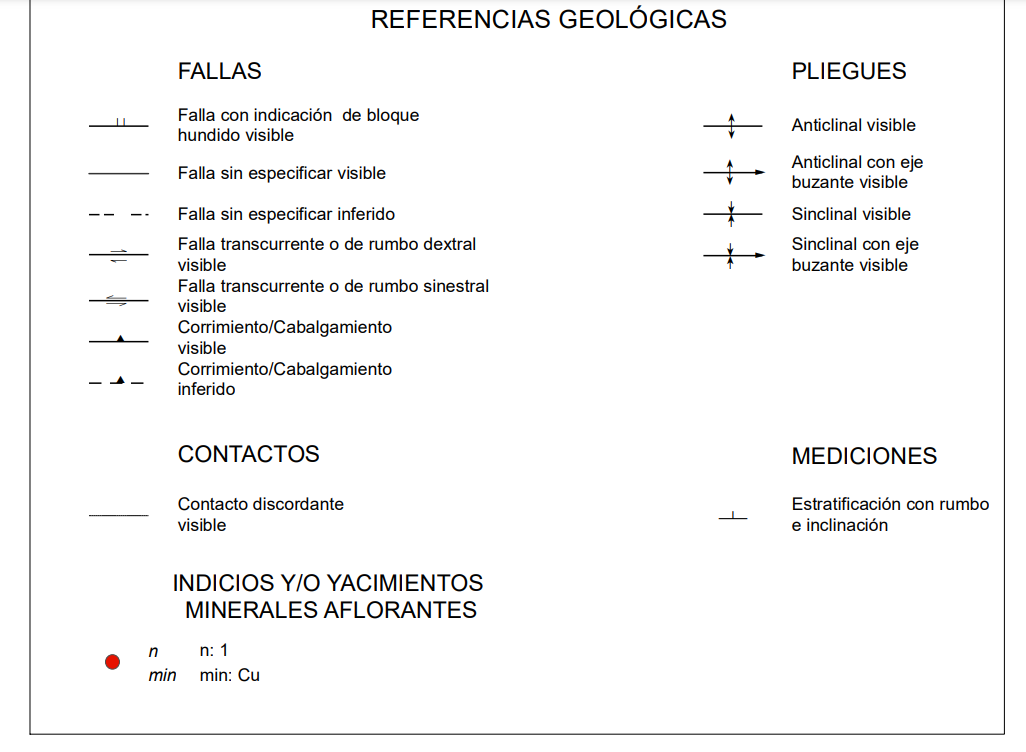 REFERENCIAS GEOLÓGICAS
FALLAS
Falla con indicación  de bloque
hundido visible
Falla sin especificar visible
Falla sin especificar inferido
Falla transcurrente o de rumbo dextral
visible
Falla transcurrente o de rumbo sinestral
visible
Corrimiento/Cabalgamiento
visible
Corrimiento/Cabalgamiento
inferido
PLIEGUES
Anticlinal visible
Anticlinal con eje
buzante visible
Sinclinal visible
Sinclinal con eje
buzante visible
CONTACTOS
Contacto discordante
visible
MEDICIONES
Estratificación con rumbo
e inclinación
INDICIOS Y/O YACIMIENTOS
MINERALES AFLORANTES
n n: 1
min min: Cu